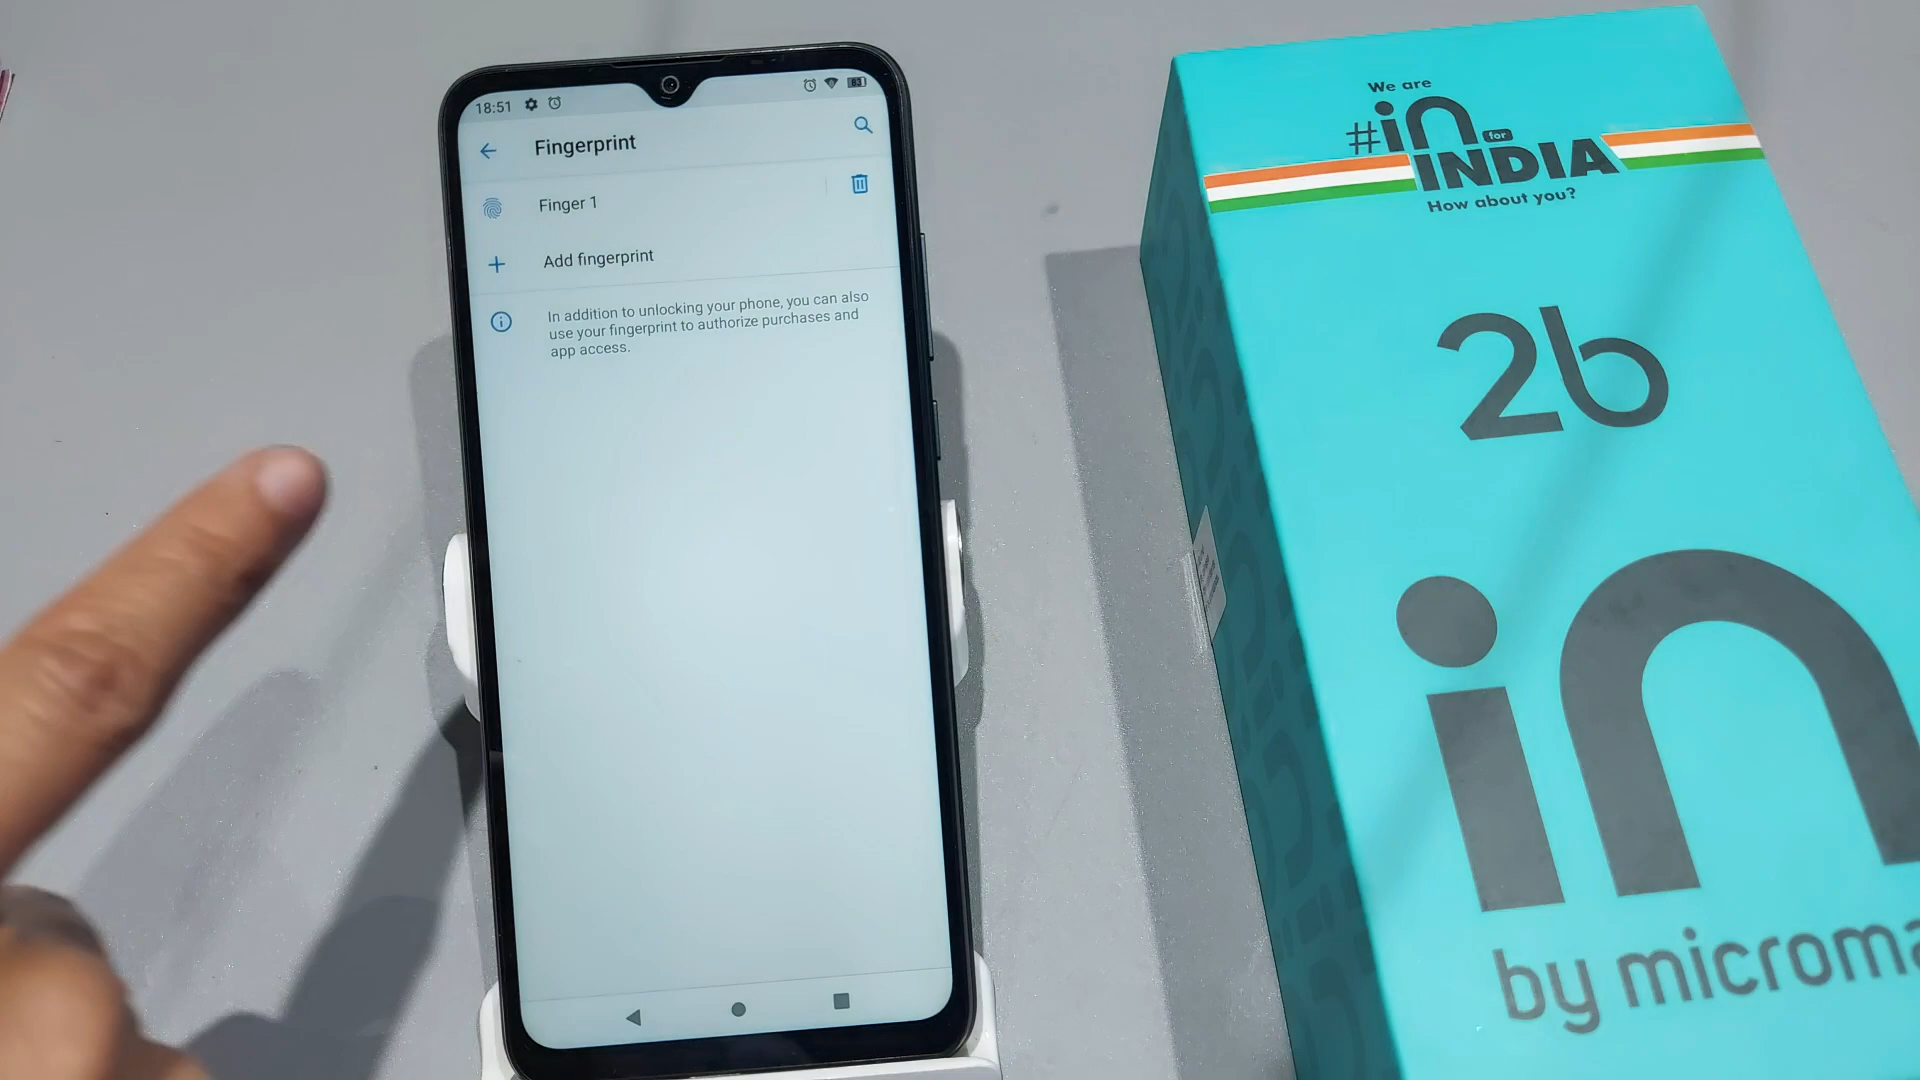 18:51
83
Fingerprint
Finger 1
Add fingerprint
In addition to unlocking your phone, you can also
use your fingerprint to authorize purchases and
app access.
We are
#in for
INDIA
How about you?
2b
in
by microma